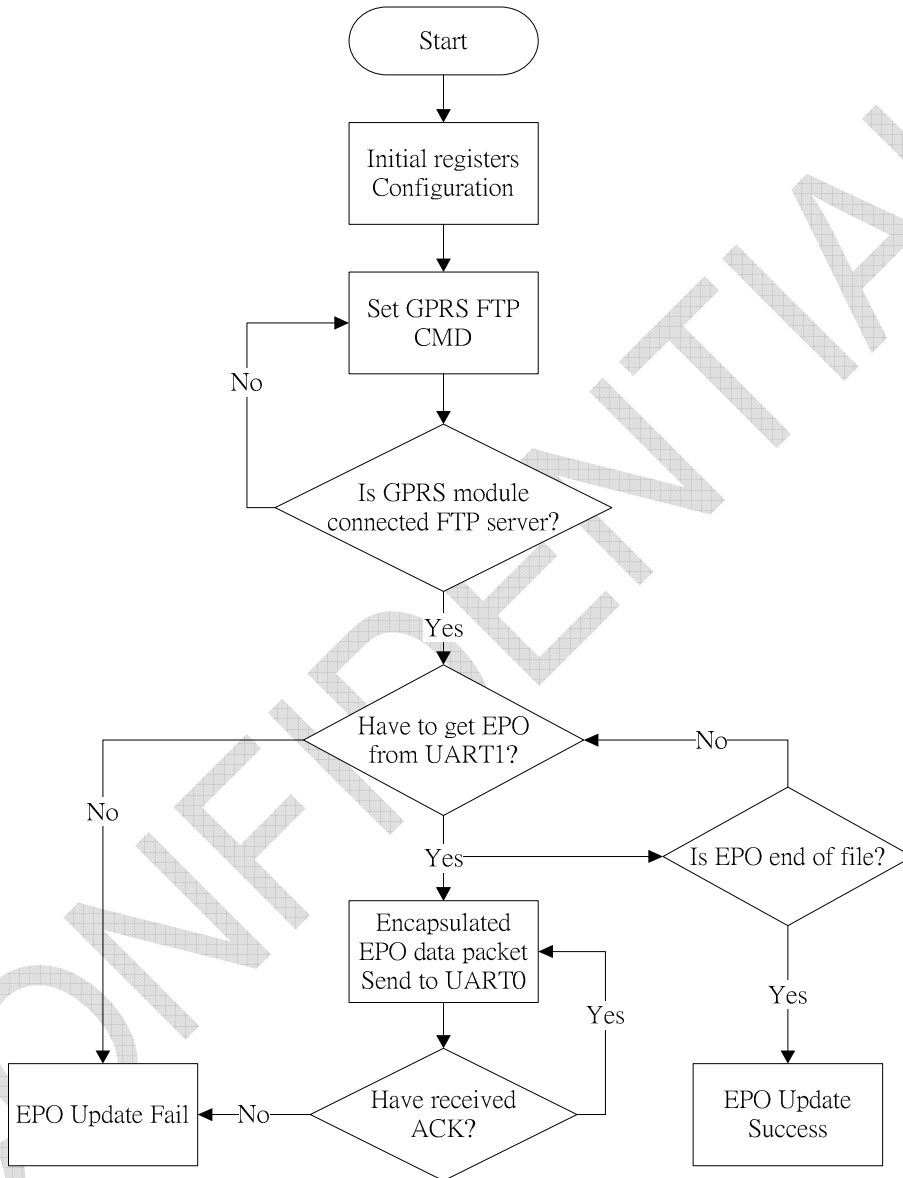 Start
Initial registers
Configuration
Set GPRS FTP
CMD
No
Is GPRS module
connected FTP server?
Yes
Have to get EPO
from UART1?
No
No
Yes
Is EPO end of file?
Encapsulated
EPO data packet
Send to UART0
Yes
Yes
EPO Update Fail
No
Have received
ACK?
EPO Update
Success
ONFIDENTIA